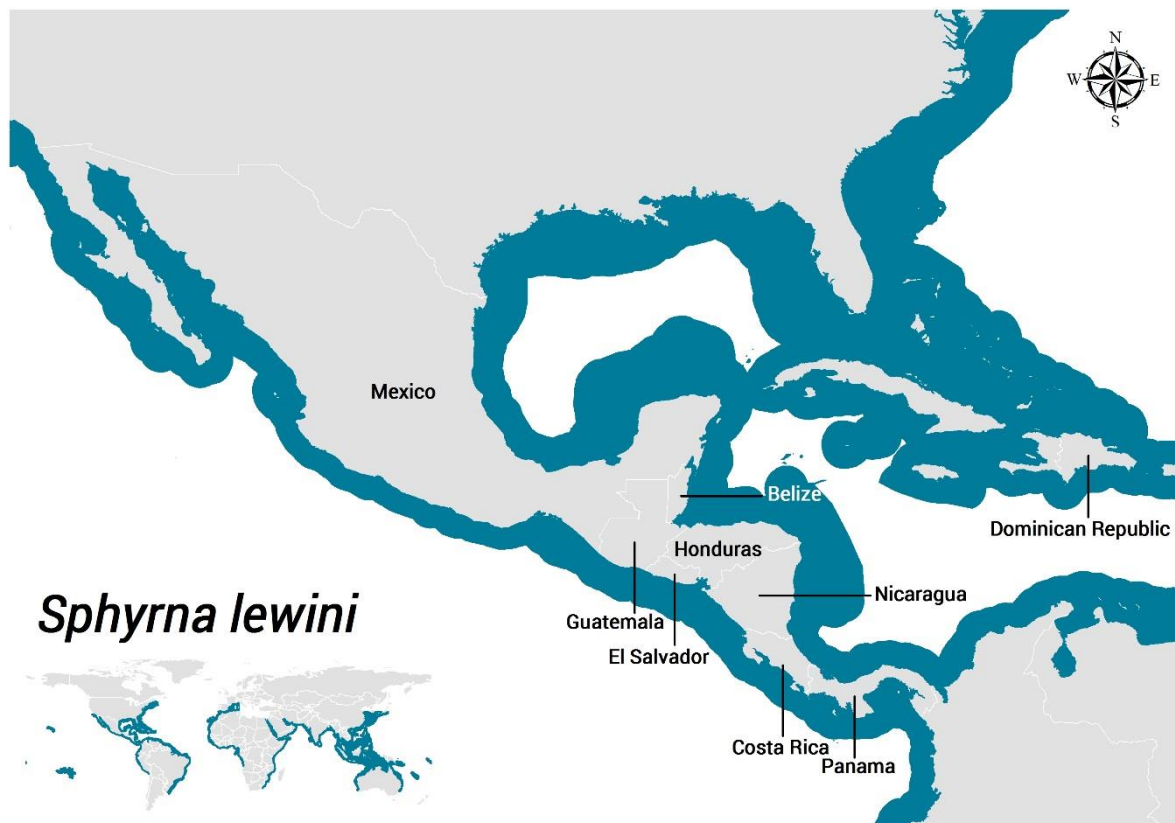 N
W E
S
Mexico
Belize
Dominican Republic
Honduras
Nicaragua
Guatemala
El Salvador
Sphyrna lewini
Costa Rica
Panama